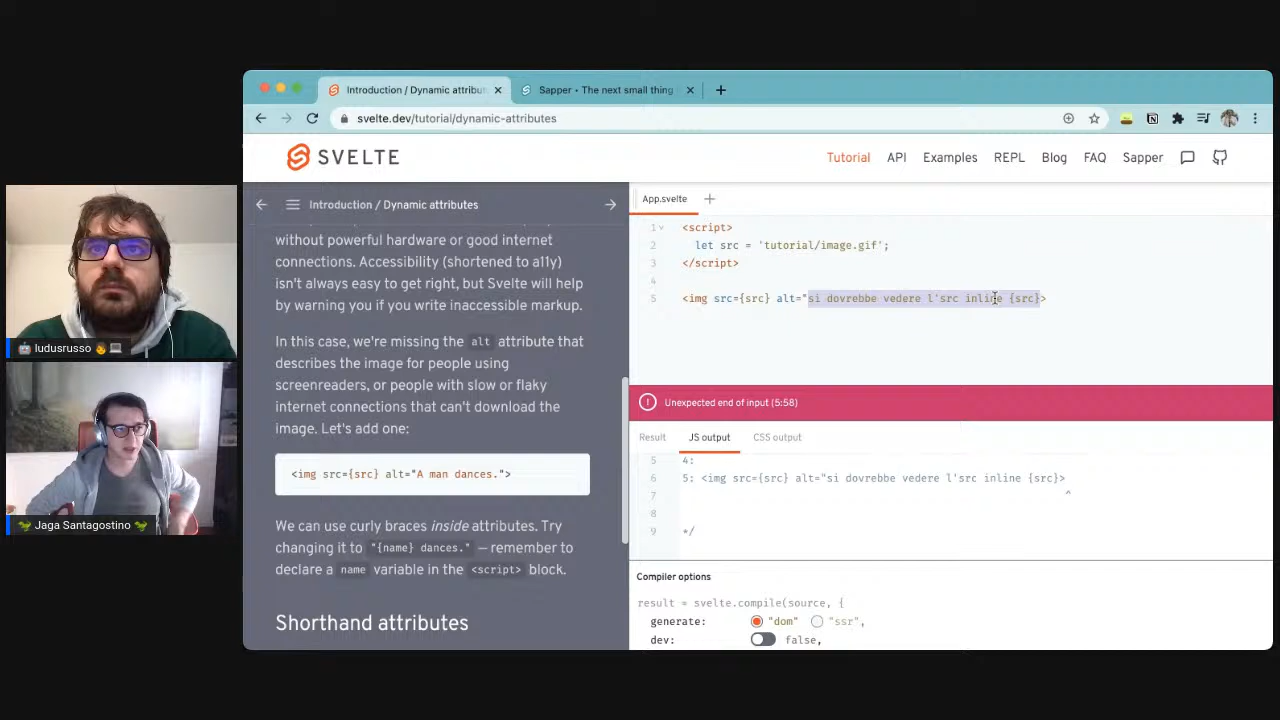 Introduction / Dynamic attribut
Sapper • The next small thing
svelte.dev/tutorial/dynamic-attributes
SVELTE
Tutorial API Examples REPL Blog FAQ Sapper
Introduction / Dynamic attributes
without powerful hardware or good internet
connections. Accessibility (shortened to a11y)
isn't always easy to get right, but Svelte will help
by warning you if you write inaccessible markup.
In this case, we're missing the alt attribute that
describes the image for people using
screenreaders, or people with slow or flaky
internet connections that can't download the
image. Let's add one:
<img src={src} alt="A man dances.">
We can use curly braces inside attributes. Try
changing it to "{name} dances." — remember to
declare a name variable in the <script> block.
Shorthand attributes
App.svelte
1 <script>
2 let src = 'tutorial/image.gif';
3 </script>
4
5 <img src={src} alt="si dovrebbe vedere l'src inline {src}>
Unexpected end of input (5:58)
Result JS output CSS output
5 4:
6 5: <img src={src} alt="si dovrebbe vedere l'src inline {src}>
7 ^
8
9 */
Compiler options
result = svelte.compile(source, {
generate: "dom" "ssr",
dev: false,
🤖 ludusrusso 👨‍💻
🦖 Jaga Santagostino 🦖